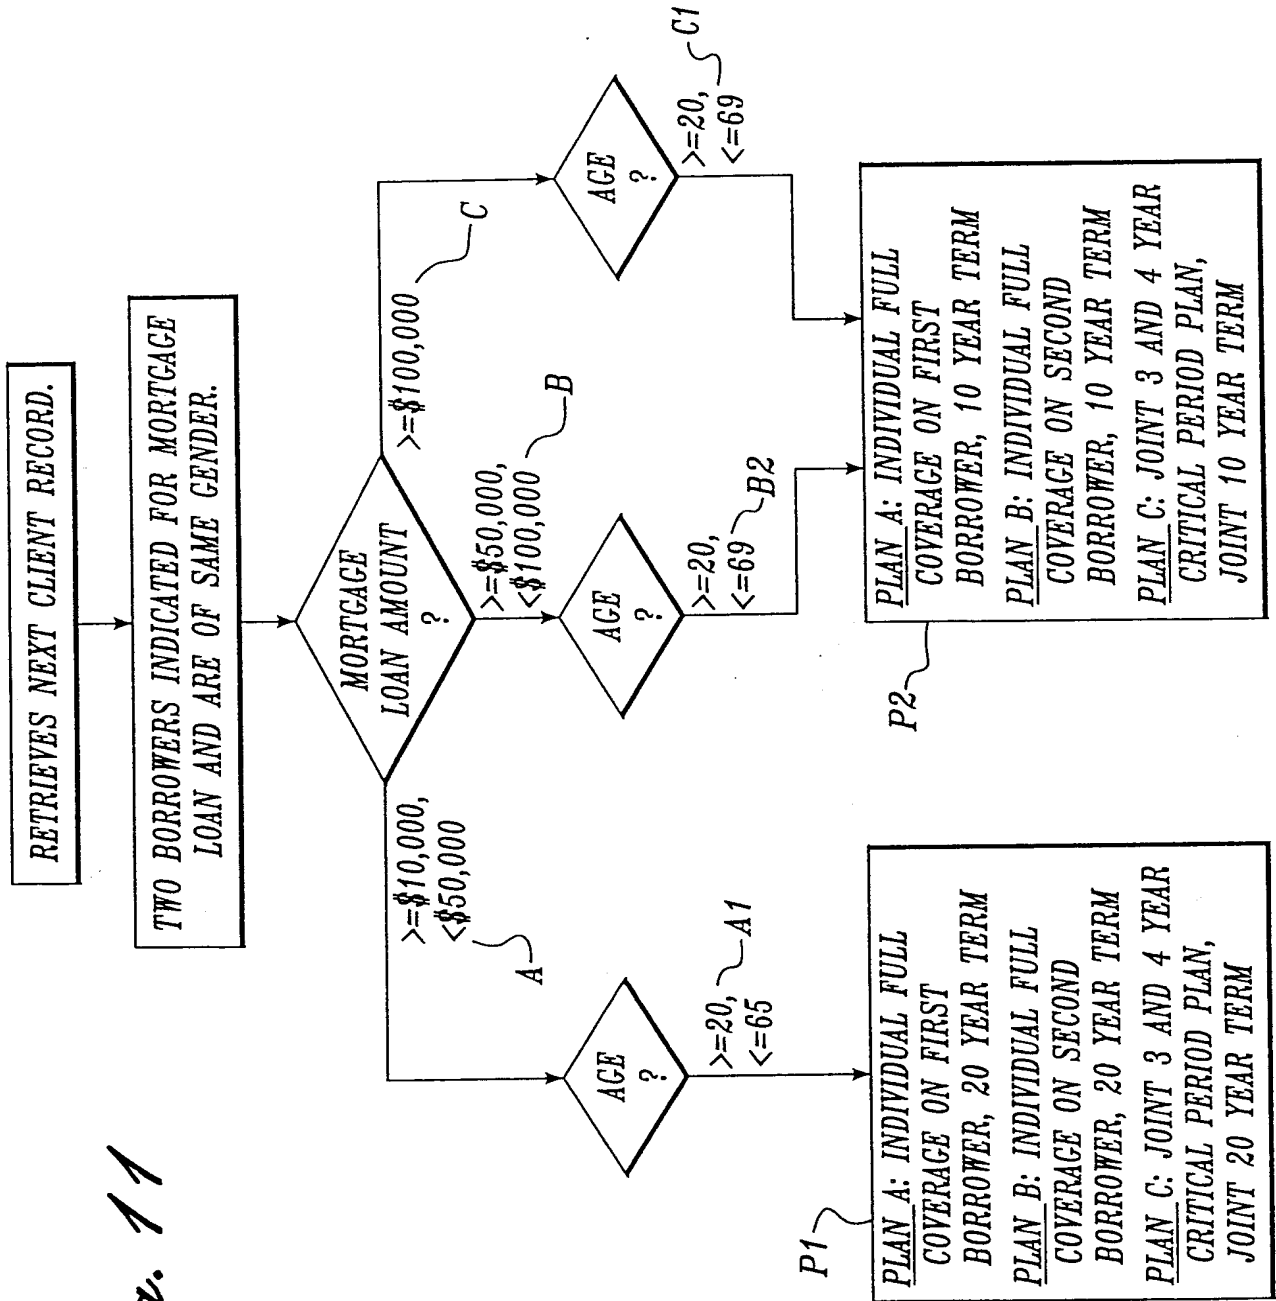 RETRIEVES NEXT CLIENT RECORD.
TWO BORROWERS INDICATED FOR MORTGAGE
LOAN AND ARE OF SAME GENDER.
MORTGAGE
LOAN AMOUNT
?
>=$10,000,
<$50,000
A
>=$50,000,
<$100,000
B
>=$100,000
C
AGE
?
>=20,
<=65
A1
AGE
?
>=20,
<=69
B2
AGE
?
>=20,
<=69
C1
P1
PLAN A: INDIVIDUAL FULL
COVERAGE ON FIRST
BORROWER, 20 YEAR TERM
PLAN B: INDIVIDUAL FULL
COVERAGE ON SECOND
BORROWER, 20 YEAR TERM
PLAN C: JOINT 3 AND 4 YEAR
CRITICAL PERIOD PLAN,
JOINT 20 YEAR TERM
P2
PLAN A: INDIVIDUAL FULL
COVERAGE ON FIRST
BORROWER, 10 YEAR TERM
PLAN B: INDIVIDUAL FULL
COVERAGE ON SECOND
BORROWER, 10 YEAR TERM
PLAN C: JOINT 3 AND 4 YEAR
CRITICAL PERIOD PLAN,
JOINT 10 YEAR TERM
11